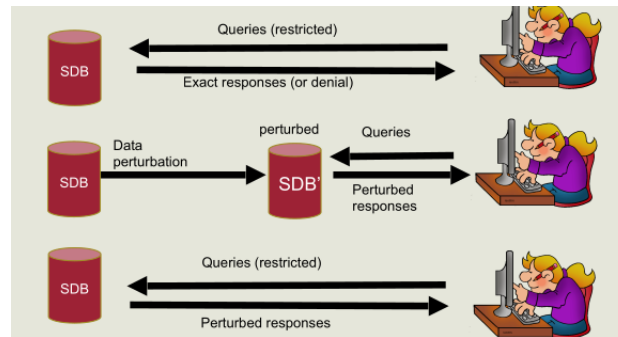 Queries (restricted)
SDB
Exact responses (or denial)
Data
perturbation
perturbed
Queries
SDB
SDB'
Perturbed
responses
Queries (restricted)
SDB
Perturbed responses